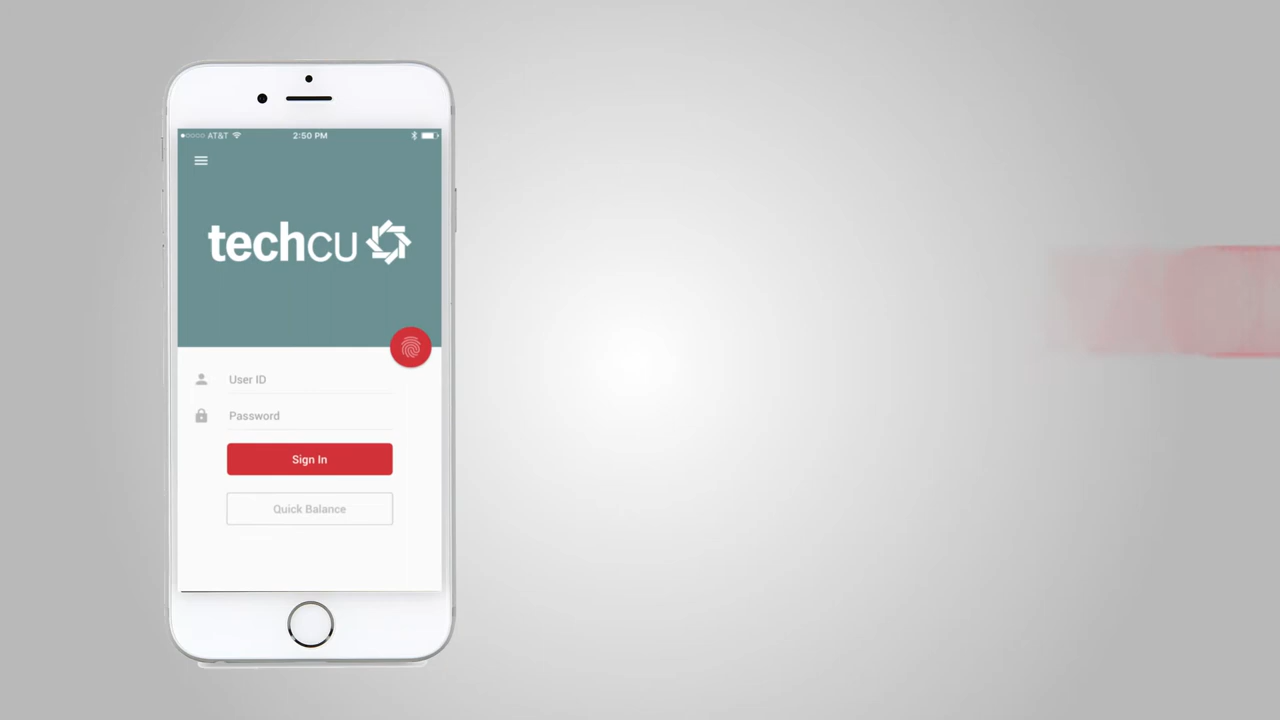 AT&T 2:50 PM
techcu
User ID
Password
Sign In
Quick Balance